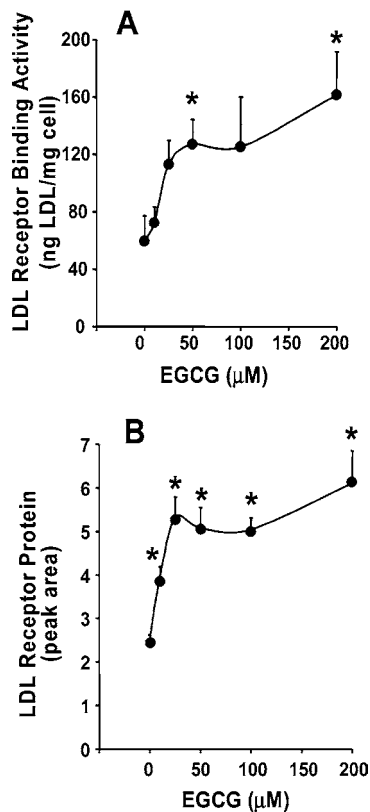 A
LDL Receptor Binding Activity
(ng LDL/mg cell)
200
160
120
80
40
0
*
*
0 50 100 150 200
EGCG (μM)
B
LDL Receptor Protein
(peak area)
7
6
5
4
3
2
1
0
*
*
*
*
*
0 50 100 150 200
EGCG (μM)